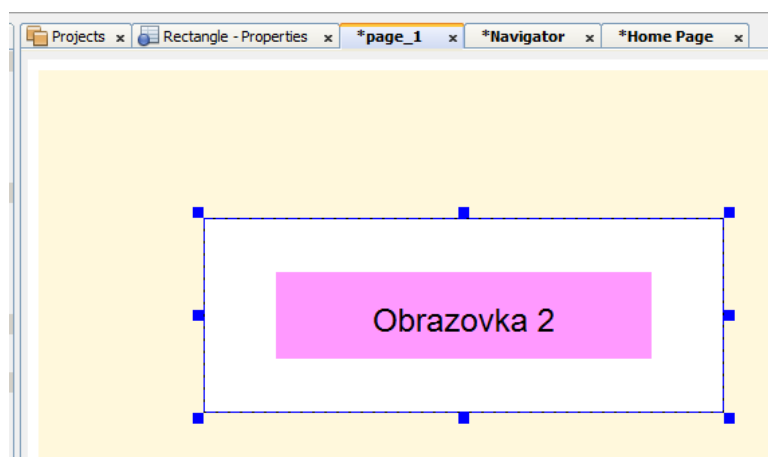 Projects x Rectangle - Properties x *page_1 x *Navigator x *Home Page x
Obrazovka 2